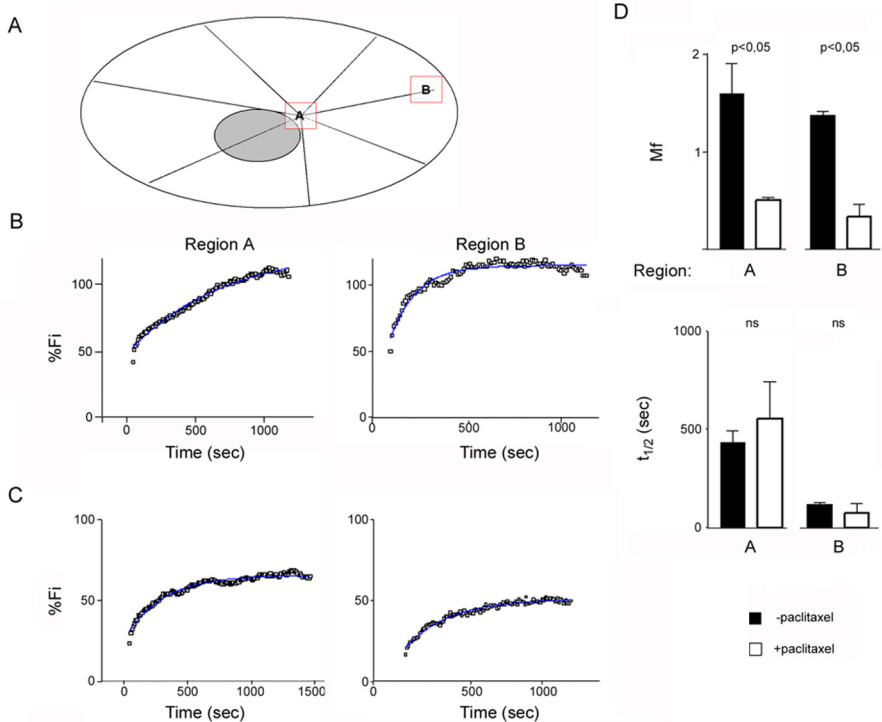 A
A
B
B
Region A
Region B
%Fi
100
50
0
0
500
1000
Time (sec)
100
50
0
0
500
1000
Time (sec)
C
%Fi
100
50
0
0
500
1000
1500
Time (sec)
100
50
0
0
500
1000
Time (sec)
D
p<0,05
p<0,05
Mf
2
1
Region:
A
B
ns
ns
t1/2 (sec)
1000
500
0
A
B
-paclitaxel
+paclitaxel